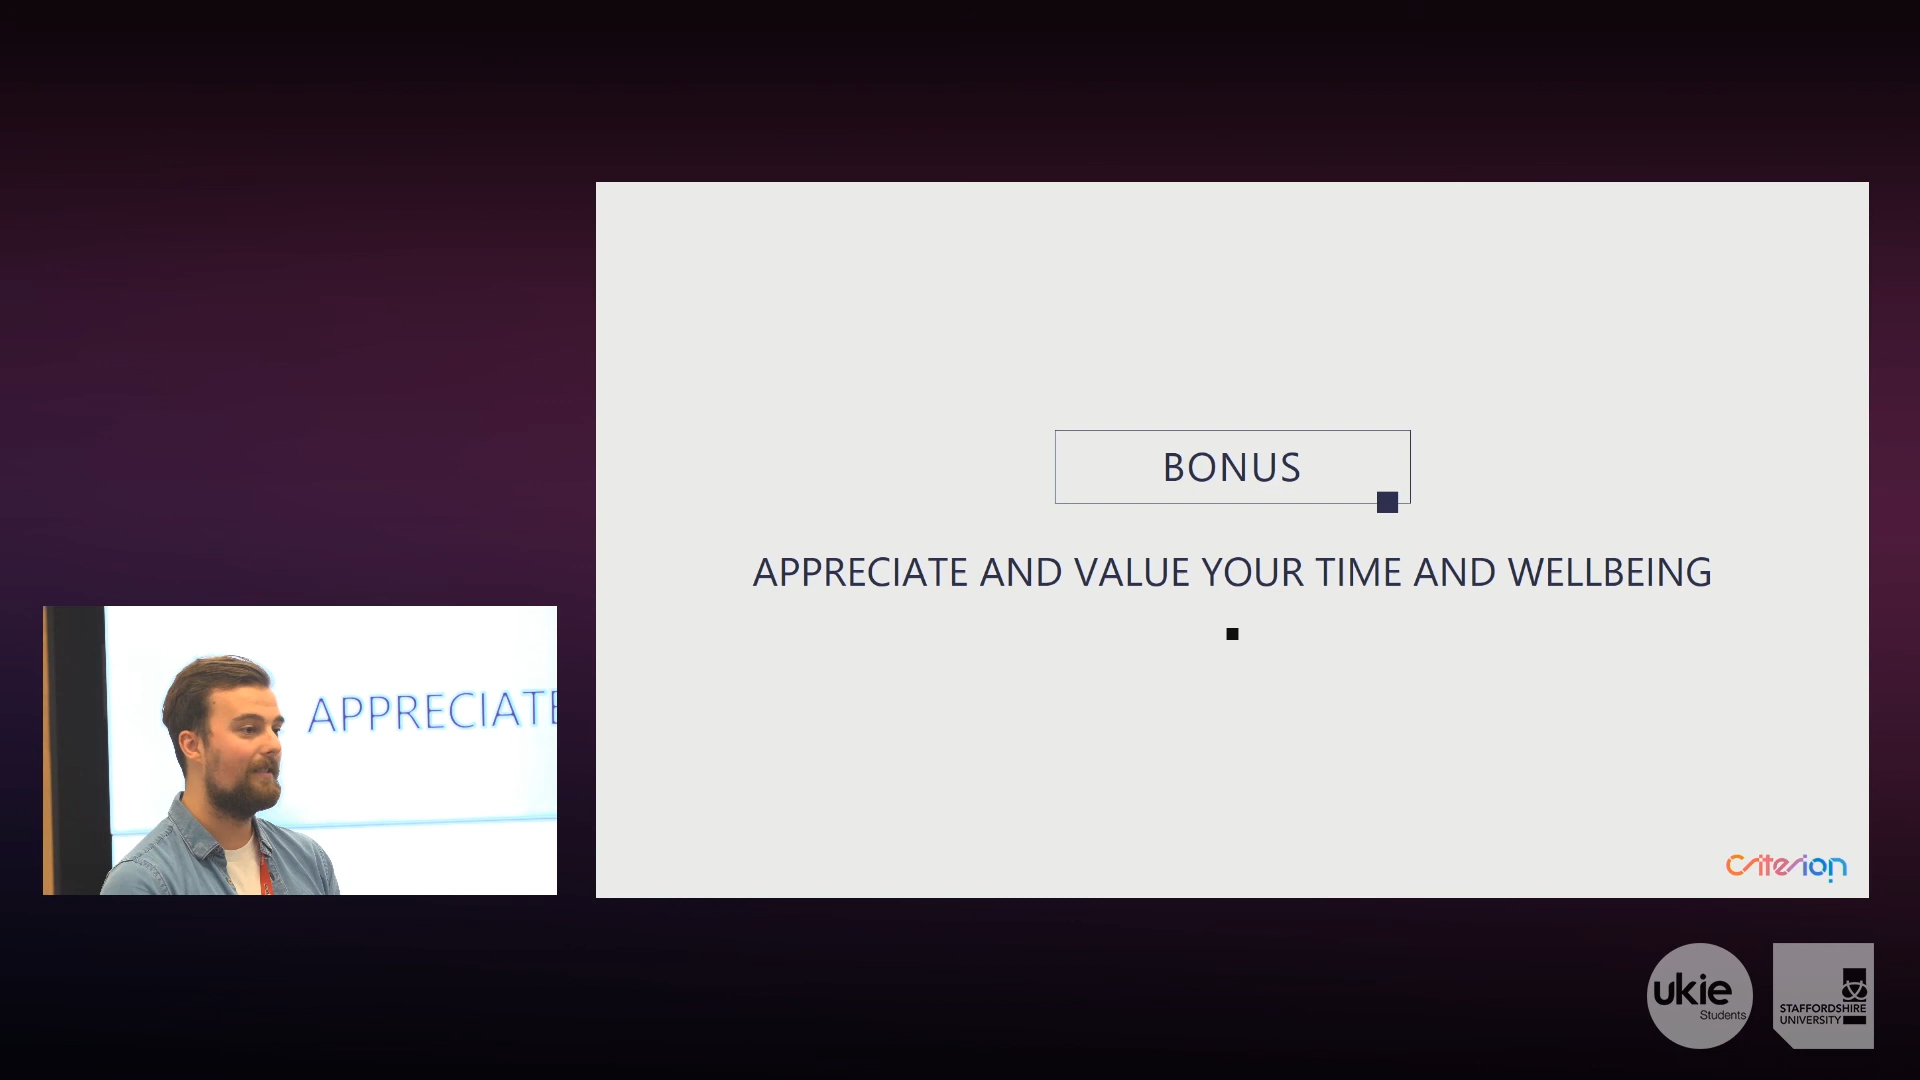 BONUS
APPRECIATE AND VALUE YOUR TIME AND WELLBEING
APPRECIATE
criterion
ukie
Students
STAFFORDSHIRE
UNIVERSITY